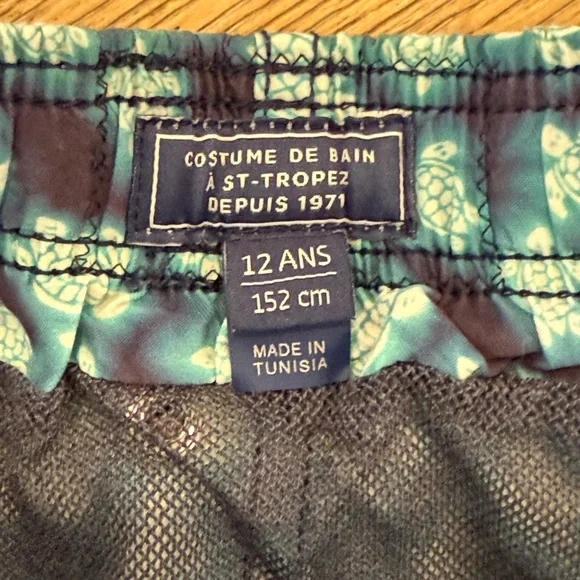 COSTUME DE BAIN
À ST-TROPEZ
DEPUIS 1971
12 ANS
152 cm
MADE IN
TUNISIA